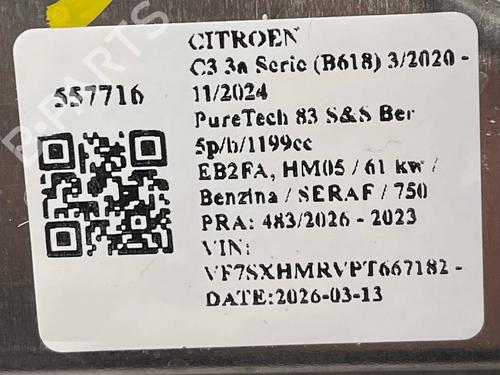 B-PARTS
557716
CITROEN
C3 3a Serie (B618) 3/2020 -
11/2024
PureTech 83 S&S Ber
5p/b/1199cc
EB2FA, HM05 / 61 kw /
Benzina / SERAF / 750
PRA: 483/2026 - 2023
VIN:
VF7SXHMRVPT667182 -
DATE:2026-03-13